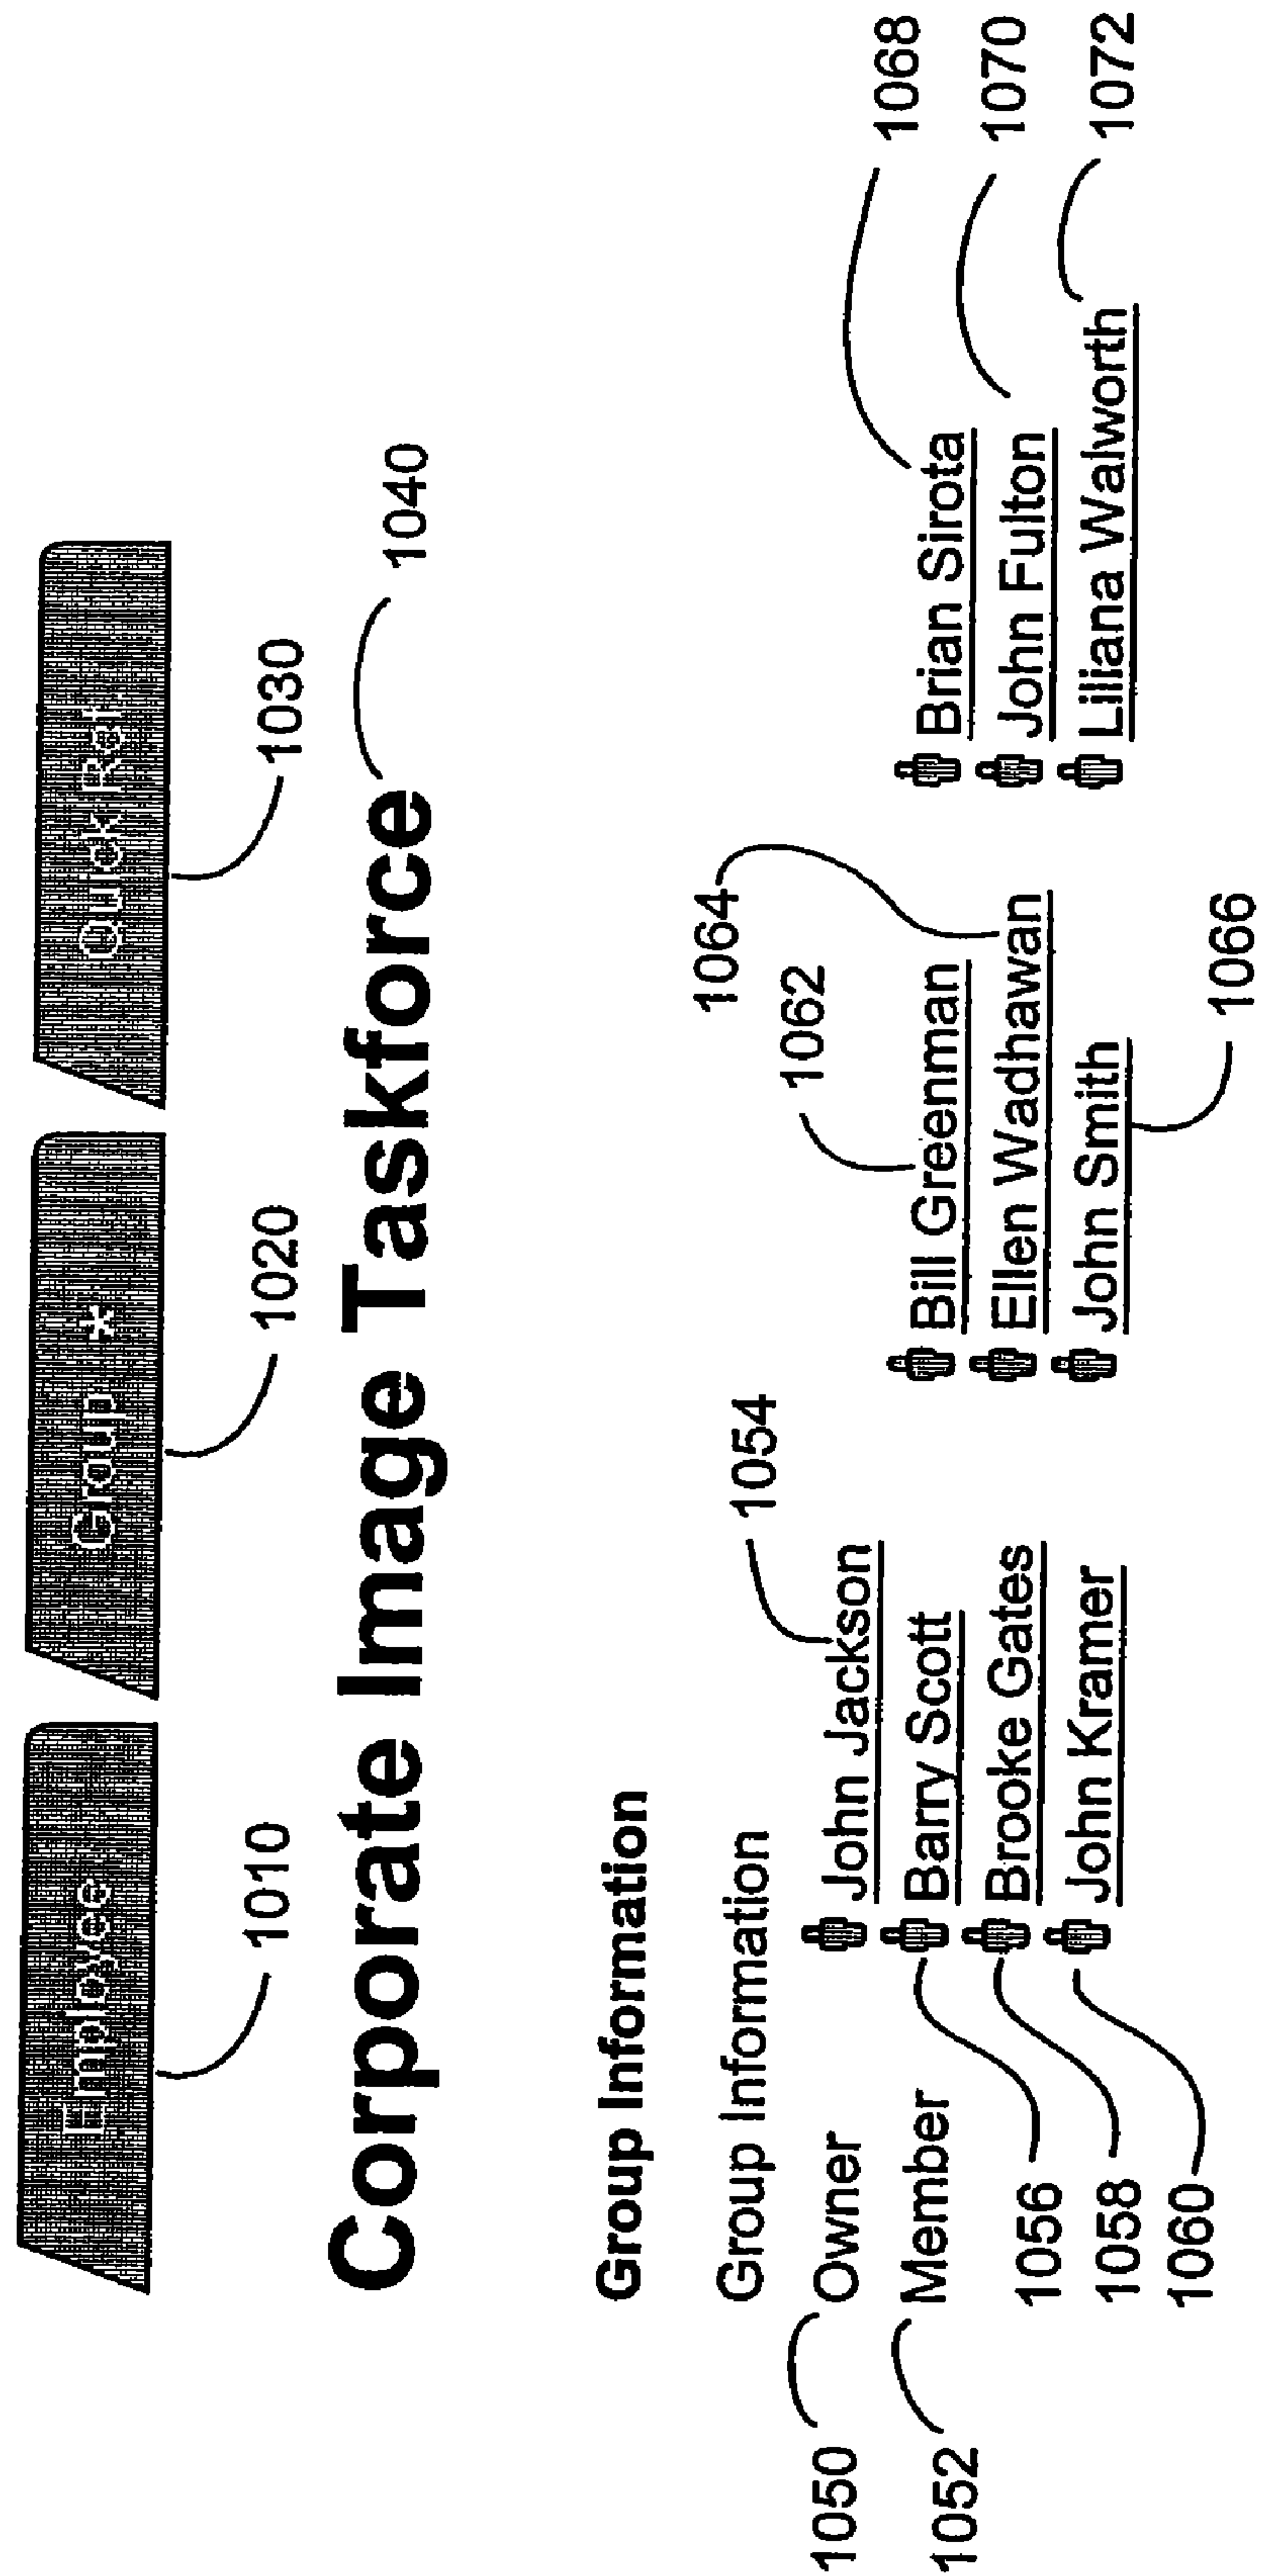 Employee Group * Quick Ref.
1010 1020 1030
Corporate Image Taskforce 1040
Group Information
Group Information
1050 Owner John Jackson 1054
1052 Member Barry Scott Bill Greenman 1062 Brian Sirota 1068
1056 Brooke Gates Ellen Wadhawan 1064 John Fulton 1070
1058 John Kramer John Smith 1066 Liliana Walworth 1072
1060